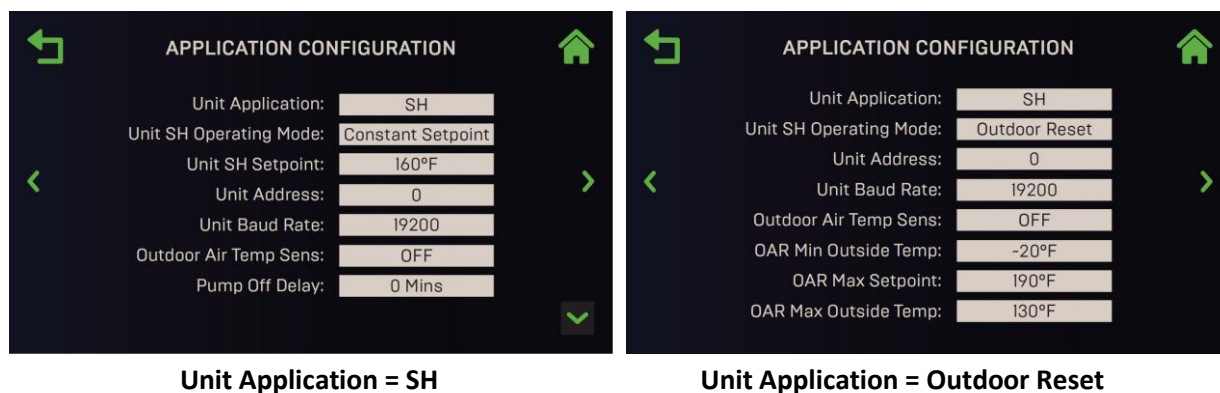 APPLICATION CONFIGURATION
Unit Application: SH
Unit SH Operating Mode: Constant Setpoint
Unit SH Setpoint: 160°F
Unit Address: 0
Unit Baud Rate: 19200
Outdoor Air Temp Sens: OFF
Pump Off Delay: 0 Mins
Unit Application = SH
APPLICATION CONFIGURATION
Unit Application: SH
Unit SH Operating Mode: Outdoor Reset
Unit Address: 0
Unit Baud Rate: 19200
Outdoor Air Temp Sens: OFF
OAR Min Outside Temp: -20°F
OAR Max Setpoint: 190°F
OAR Max Outside Temp: 130°F
Unit Application = Outdoor Reset